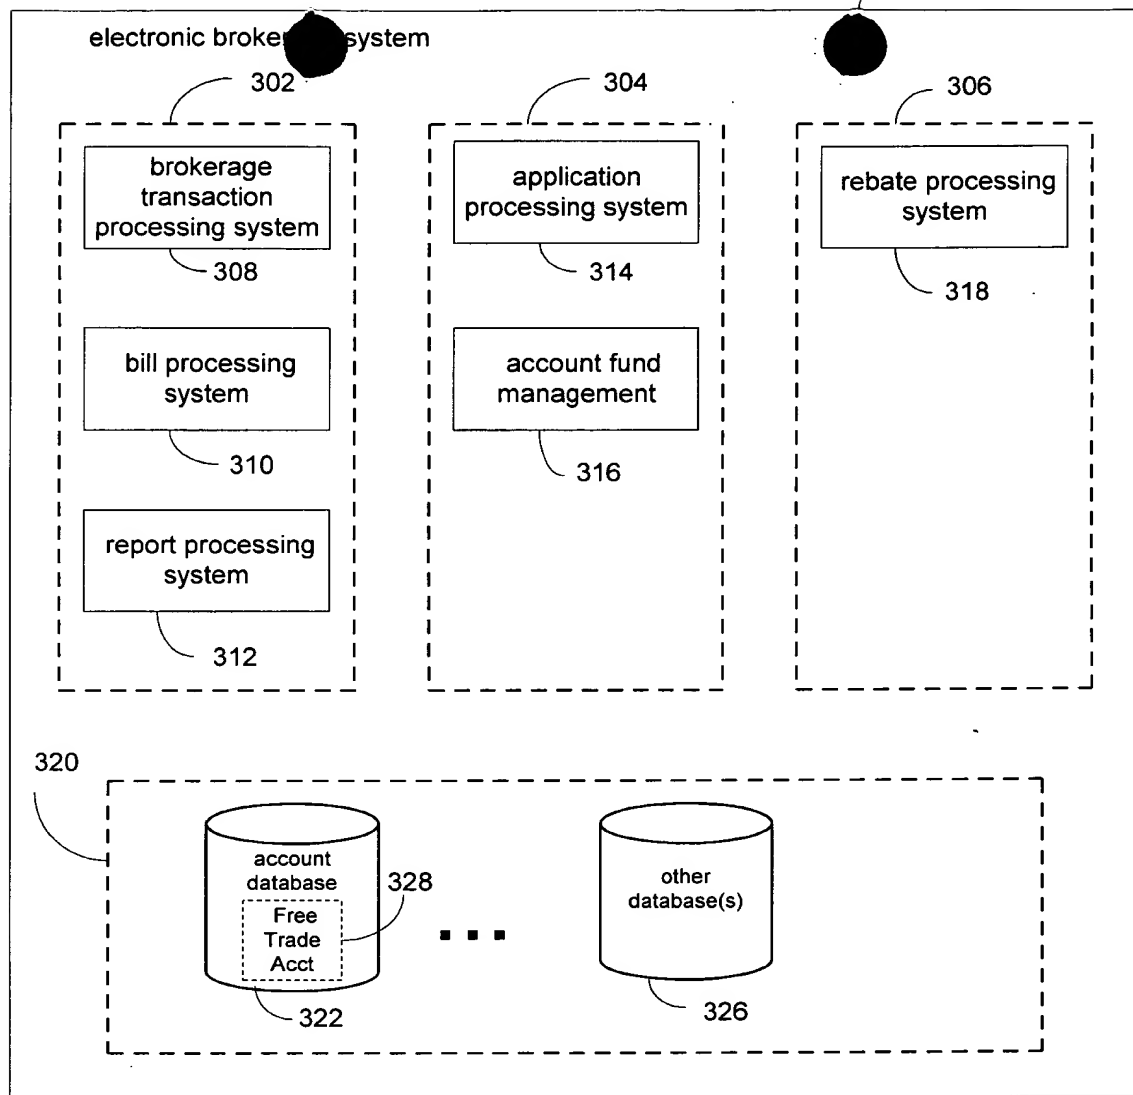 electronic system
302
304
306
brokerage
transaction
processing system
308
application
processing system
314
rebate processing
system
318
bill processing
system
310
account fund
management
316
report processing
system
312
320
account
database
328
Free
Trade
Acct
322
other
database(s)
326